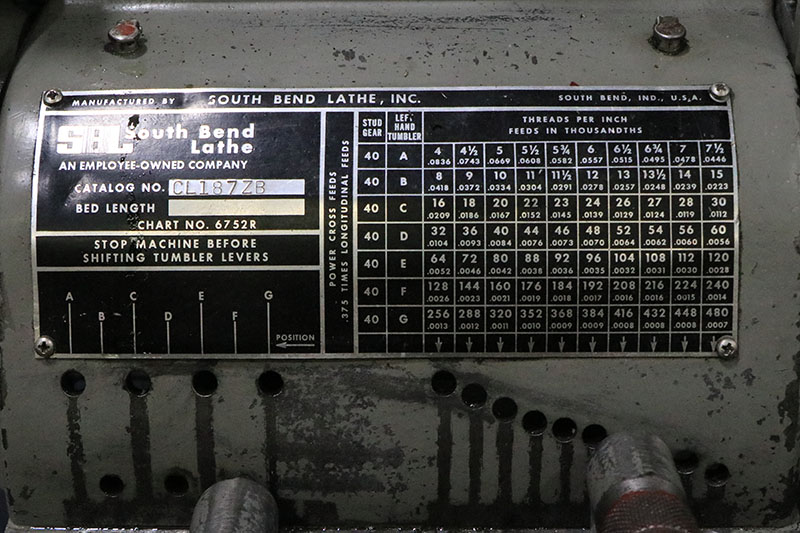 MANUFACTURED BY SOUTH BEND LATHE, INC. SOUTH BEND, IND., U.S.A.
SBL South Bend
Lathe
AN EMPLOYEE-OWNED COMPANY
CATALOG NO. CL187ZB
BED LENGTH
CHART NO. 6752R
STOP MACHINE BEFORE
SHIFTING TUMBLER LEVERS
A B C D E F G
POSITION
POWER CROSS FEEDS
.375 TIMES LONGITUDINAL FEEDS
STUD GEAR LEFT HAND TUMBLER THREADS PER INCH
FEEDS IN THOUSANDTHS
40 A 4 4½ 5 5½ 5¾ 6 6½ 6¾ 7 7½
.0836 .0743 .0669 .0608 .0582 .0557 .0515 .0495 .0478 .0446
40 B 8 9 10 11 11½ 12 13 13½ 14 15
.0418 .0372 .0334 .0304 .0291 .0278 .0257 .0248 .0239 .0223
40 C 16 18 20 22 23 24 26 27 28 30
.0209 .0186 .0167 .0152 .0145 .0139 .0129 .0124 .0119 .0112
40 D 32 36 40 44 46 48 52 54 56 60
.0104 .0093 .0084 .0076 .0073 .0070 .0064 .0062 .0060 .0056
40 E 64 72 80 88 92 96 104 108 112 120
.0052 .0046 .0042 .0038 .0036 .0035 .0032 .0031 .0030 .0028
40 F 128 144 160 176 184 192 208 216 224 240
.0026 .0023 .0021 .0019 .0018 .0017 .0016 .0015 .0015 .0014
40 G 256 288 320 352 368 384 416 432 448 480
.0013 .0012 .0011 .0010 .0009 .0009 .0008 .0008 .0008 .0007